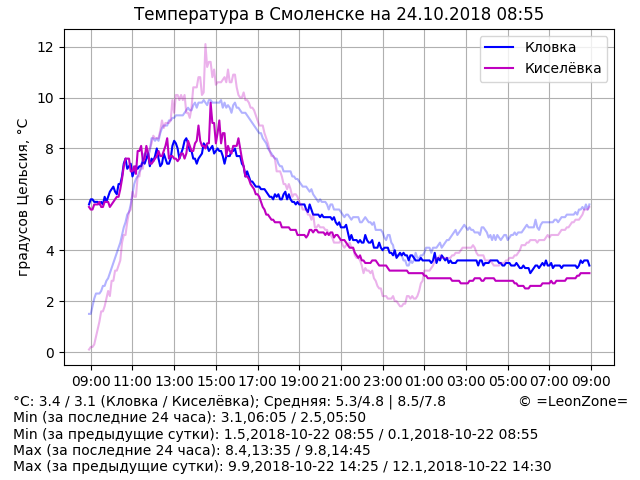 Температура в Смоленске на 24.10.2018 08:55
градусов Цельсия, °C
12
10
8
6
4
2
0
Кловка
Киселёвка
09:00 11:00 13:00 15:00 17:00 19:00 21:00 23:00 01:00 03:00 05:00 07:00 09:00
°C: 3.4 / 3.1 (Кловка / Киселёвка); Средняя: 5.3/4.8 | 8.5/7.8 © =LeonZone=
Min (за последние 24 часа): 3.1,06:05 / 2.5,05:50
Min (за предыдущие сутки): 1.5,2018-10-22 08:55 / 0.1,2018-10-22 08:55
Max (за последние 24 часа): 8.4,13:35 / 9.8,14:45
Max (за предыдущие сутки): 9.9,2018-10-22 14:25 / 12.1,2018-10-22 14:30